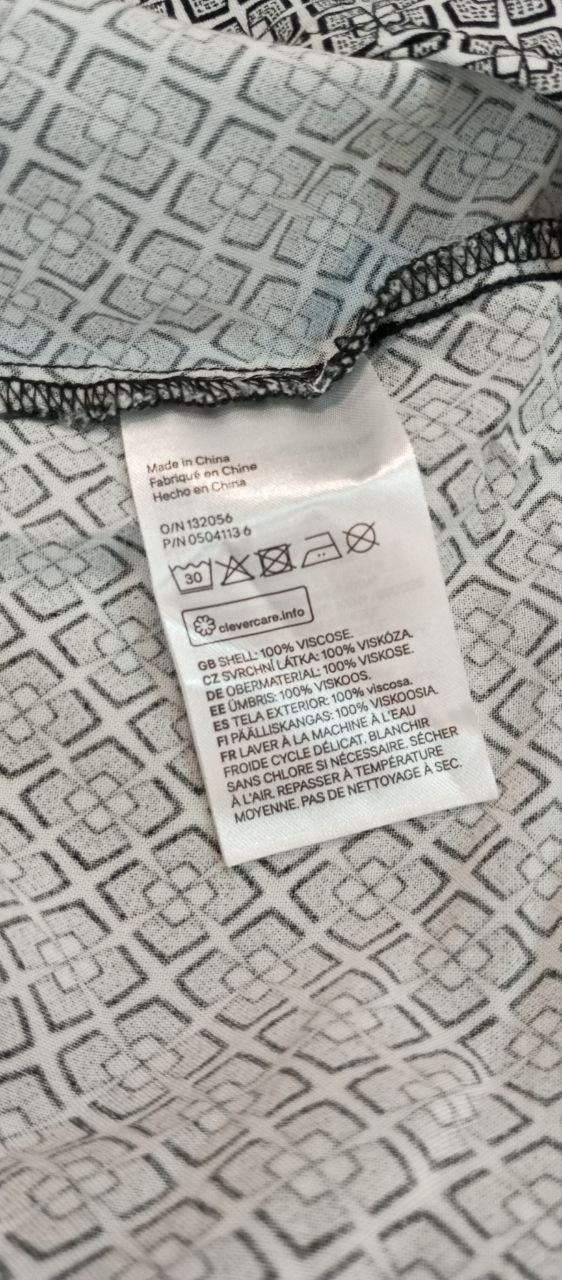 Made in China
Fabriqué en Chine
Hecho en China
O/N 132056
P/N 0504113 6
30
clevercare.info
GB SHELL: 100% VISCOSE.
CZ SVRCHNÍ LÁTKA: 100% VISKÓZA.
DE OBERMATERIAL: 100% VISKOSE.
EE ÜMBRIS: 100% VISKOOS.
ES TELA EXTERIOR: 100% viscosa.
FI PÄÄLLISKANGAS: 100% VISKOOSIA.
FR LAVER À LA MACHINE À L'EAU
FROIDE CYCLE DÉLICAT, BLANCHIR
SANS CHLORE SI NÉCESSAIRE. SÉCHER
À L'AIR. REPASSER À TEMPÉRATURE
MOYENNE. PAS DE NETTOYAGE À SEC.